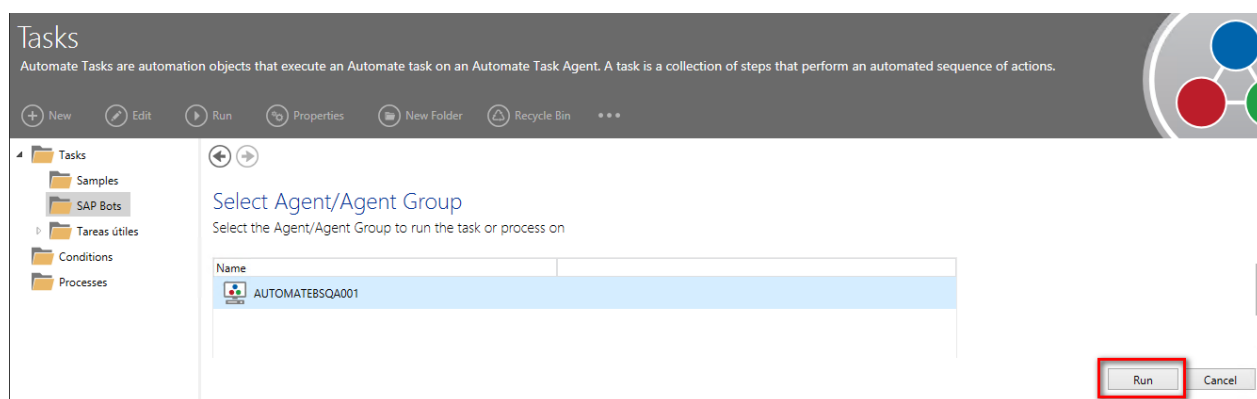 Tasks
Automate Tasks are automation objects that execute an Automate task on an Automate Task Agent. A task is a collection of steps that perform an automated sequence of actions.
New Edit Run Properties New Folder Recycle Bin
Tasks
Samples
SAP Bots
Tareas útiles
Conditions
Processes
Select Agent/Agent Group
Select the Agent/Agent Group to run the task or process on
Name
AUTOMATEBSQA001
Run Cancel